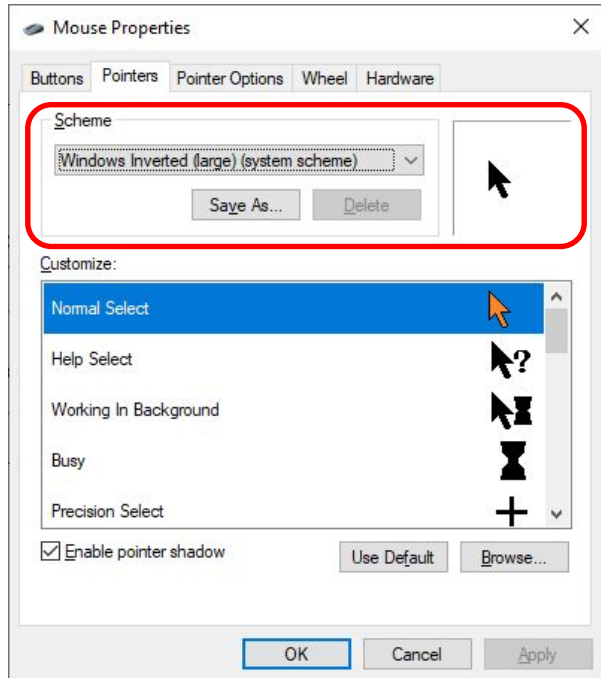 Mouse Properties
Buttons Pointers Pointer Options Wheel Hardware
Scheme
Windows Inverted (large) (system scheme)
Save As... Delete
Customize:
Normal Select
Help Select
Working In Background
Busy
Precision Select
Enable pointer shadow
Use Default Browse...
OK Cancel Apply